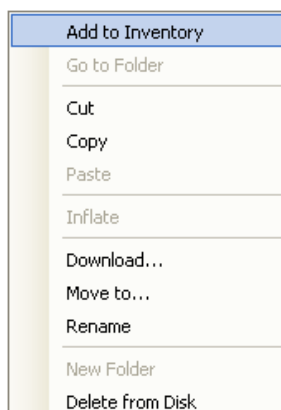 Add to Inventory
Go to Folder
Cut
Copy
Paste
Inflate
Download...
Move to...
Rename
New Folder
Delete from Disk